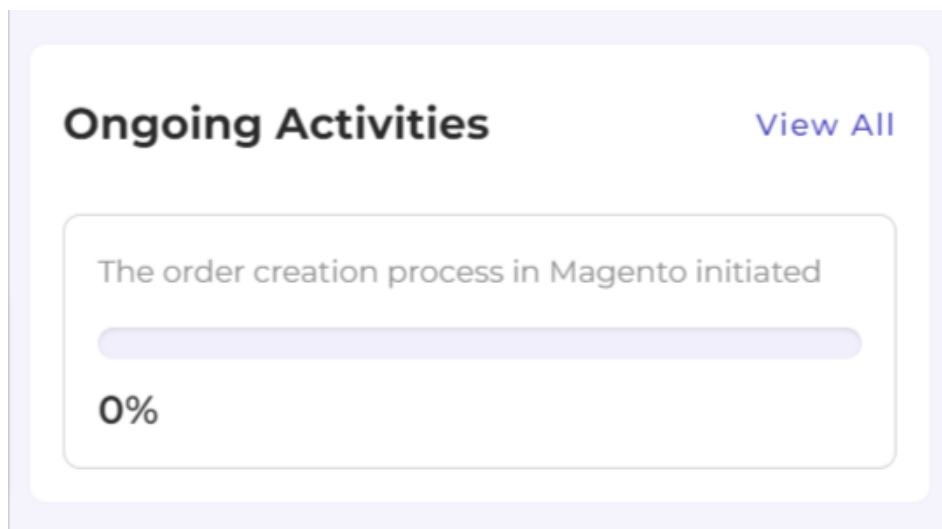 Ongoing Activities View All
The order creation process in Magento initiated
0%